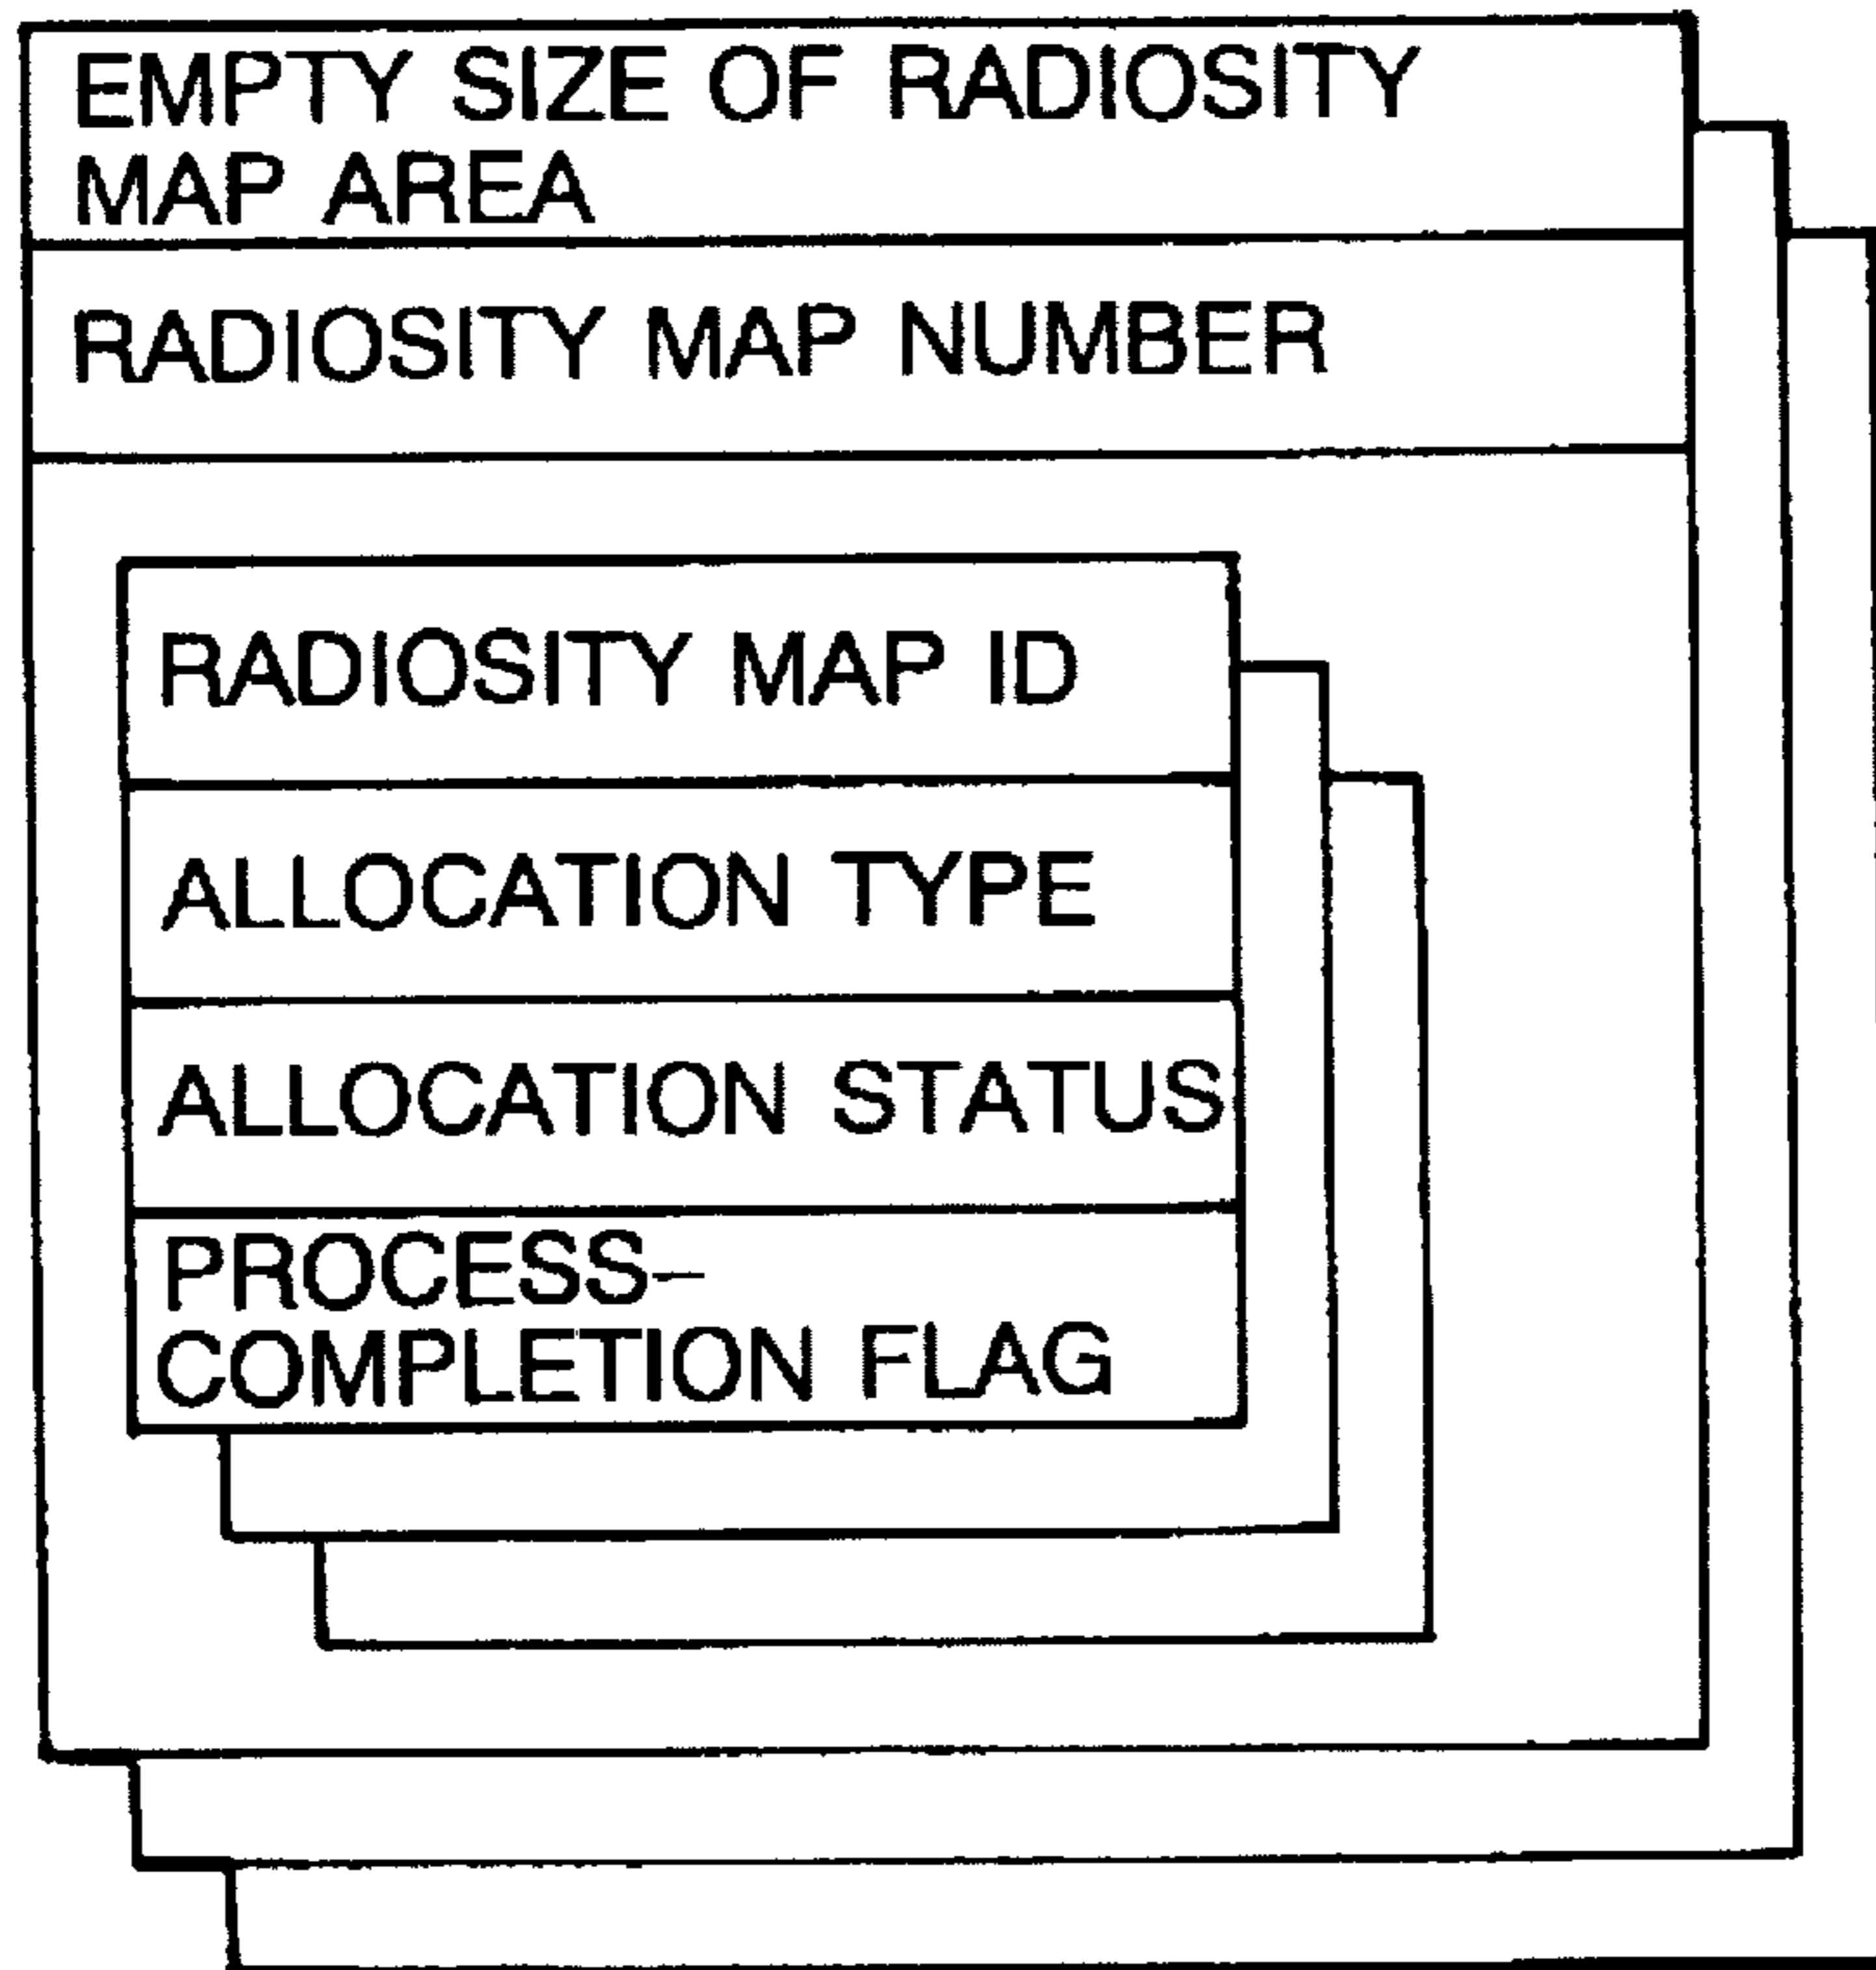 EMPTY SIZE OF RADIOSITY
MAP AREA
RADIOSITY MAP NUMBER
RADIOSITY MAP ID
ALLOCATION TYPE
ALLOCATION STATUS
PROCESS—
COMPLETION FLAG